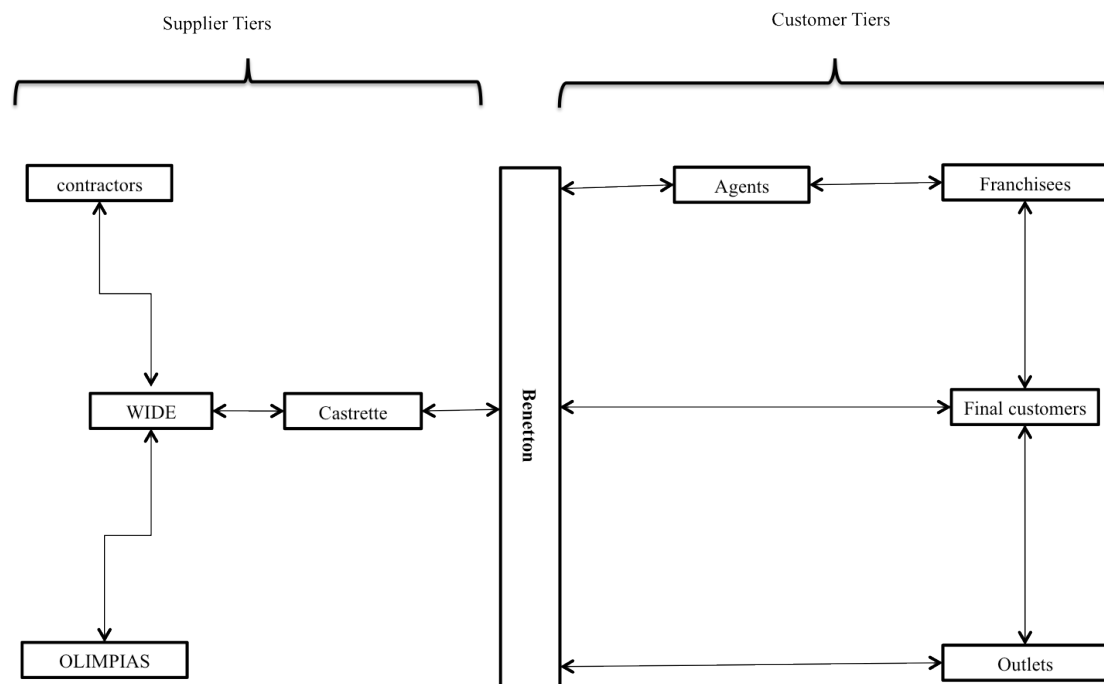 Supplier Tiers
Customer Tiers
contractors
Agents
Franchisees
WIDE
Castrette
Benetton
Final customers
OLIMPIAS
Outlets